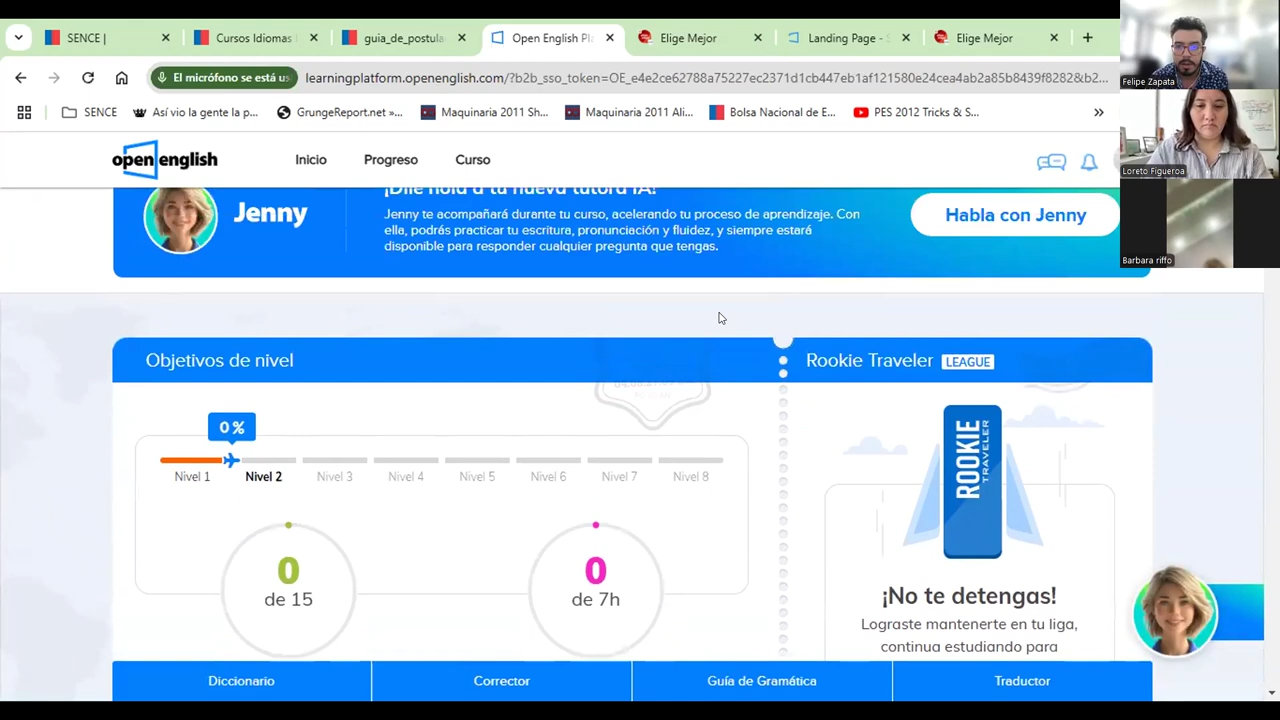 SENCE |
Cursos Idiomas
guia_de_postula
Open English Pla
Elige Mejor
Landing Page - S
Elige Mejor
El micrófono se está us
learningplatform.openenglish.com/?b2b_sso_token=OE_e4e2ce62788a75227ec2371d1cb447eb1af121580e24cea4ab2a85b8439f8282&b2...
SENCE
Así vio la gente la p...
GrungeReport.net »...
Maquinaria 2011 Sh...
Maquinaria 2011 Ali...
Bolsa Nacional de E...
PES 2012 Tricks & S...
»
Felipe Zapata
Loreto Figueroa
Barbara riffo
open english
Inicio
Progreso
Curso
¡Dile hola a tu nueva tutora IA!
Jenny
Jenny te acompañará durante tu curso, acelerando tu proceso de aprendizaje. Con
ella, podrás practicar tu escritura, pronunciación y fluidez, y siempre estará
disponible para responder cualquier pregunta que tengas.
Habla con Jenny
Objetivos de nivel
Rookie Traveler LEAGUE
0 %
Nivel 1
Nivel 2
Nivel 3
Nivel 4
Nivel 5
Nivel 6
Nivel 7
Nivel 8
0
de 15
0
de 7h
ROOKIE
TRAVELER
¡No te detengas!
Lograste mantenerte en tu liga,
continua estudiando para
Diccionario
Corrector
Guía de Gramática
Traductor